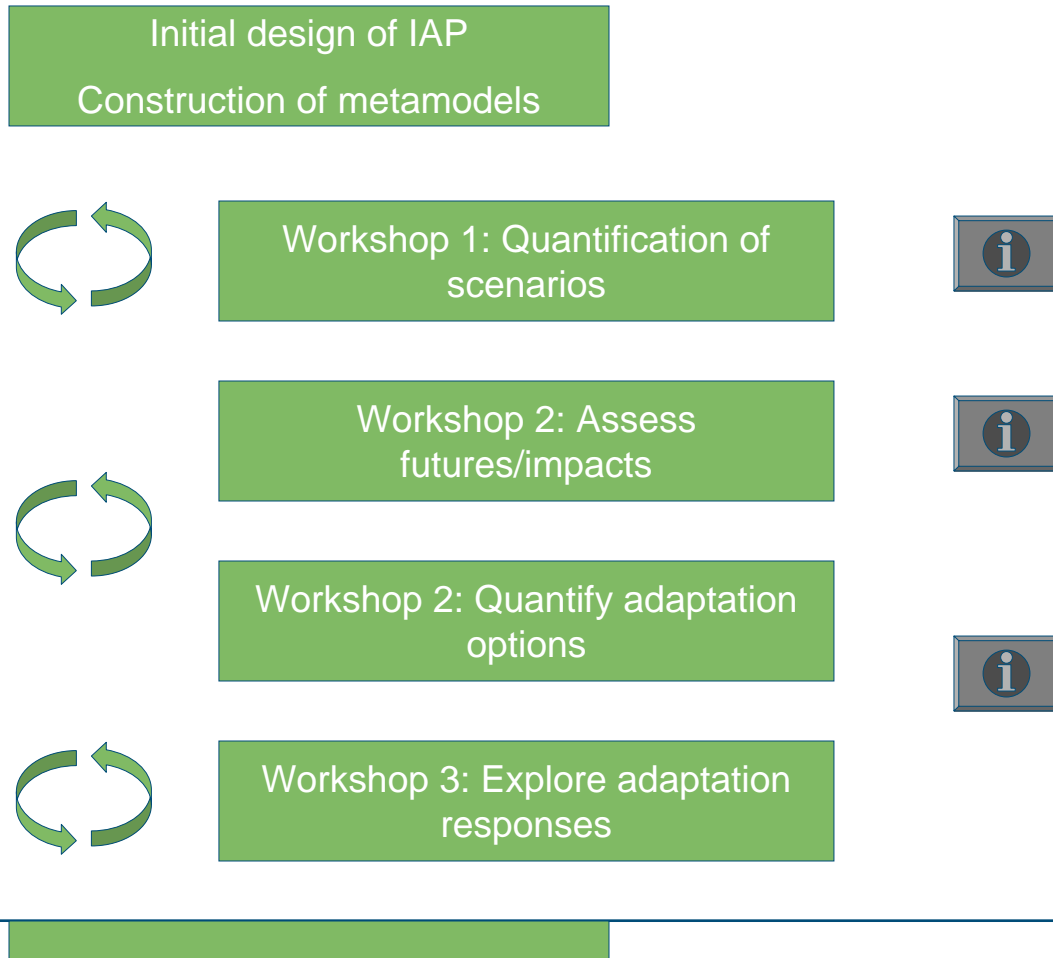 Initial design of IAP
Construction of metamodels
Workshop 1: Quantification of
scenarios
Workshop 2: Assess
futures/impacts
Workshop 2: Quantify adaptation
options
Workshop 3: Explore adaptation
responses